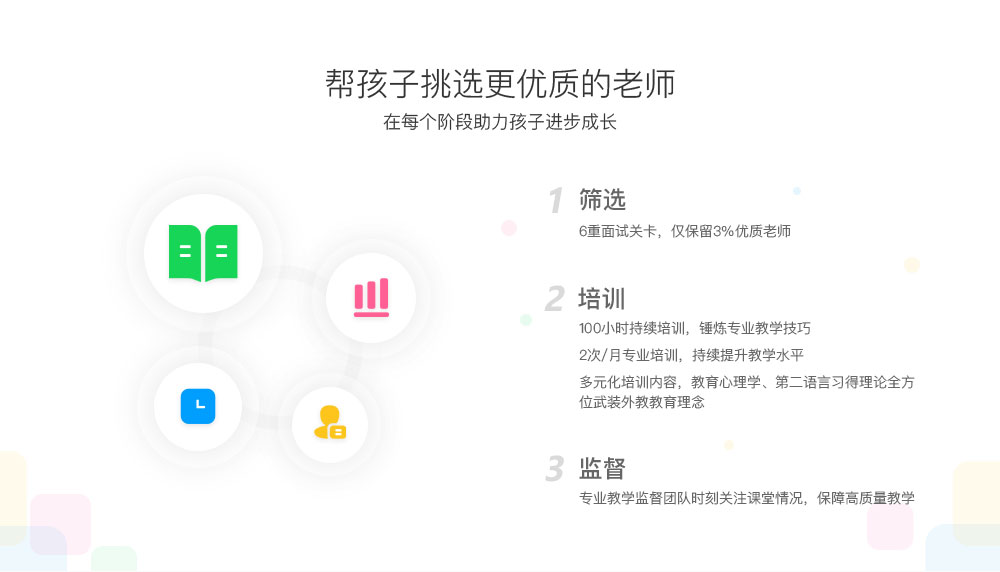 帮孩子挑选更优质的老师
在每个阶段助力孩子进步成长
1 筛选
6重面试关卡，仅保留3%优质老师
2 培训
100小时持续培训，锤炼专业教学技巧
2次/月专业培训，持续提升教学水平
多元化培训内容，教育心理学、第二语言习得理论全方
位武装外教教育理念
3 监督
专业教学监督团队时刻关注课堂情况，保障高质量教学